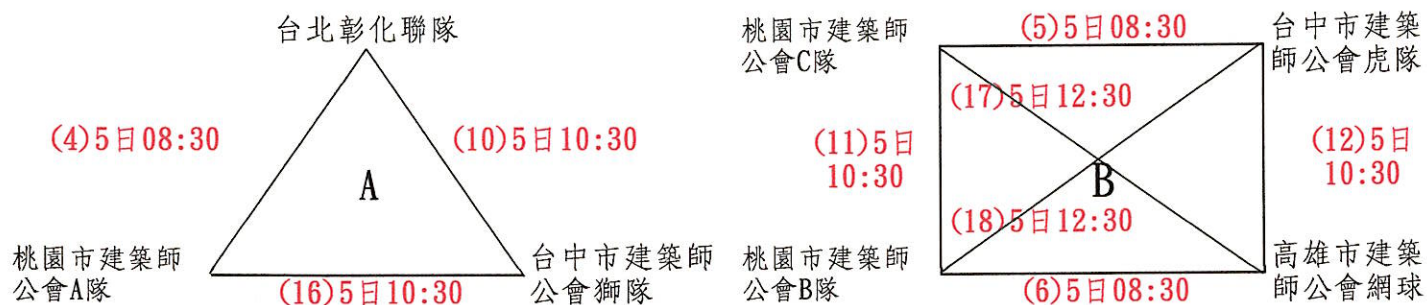 台北彰化聯隊
(4)5日08:30
(10)5日10:30
A
桃園市建築師
公會A隊
(16)5日10:30
台中市建築師
公會獅隊
桃園市建築師
公會C隊
(5)5日08:30
台中市建築
師公會虎隊
(17)5日12:30
(11)5日
10:30
(12)5日
10:30
B
(18)5日12:30
桃園市建築師
公會B隊
(6)5日08:30
高雄市建築
師公會網球